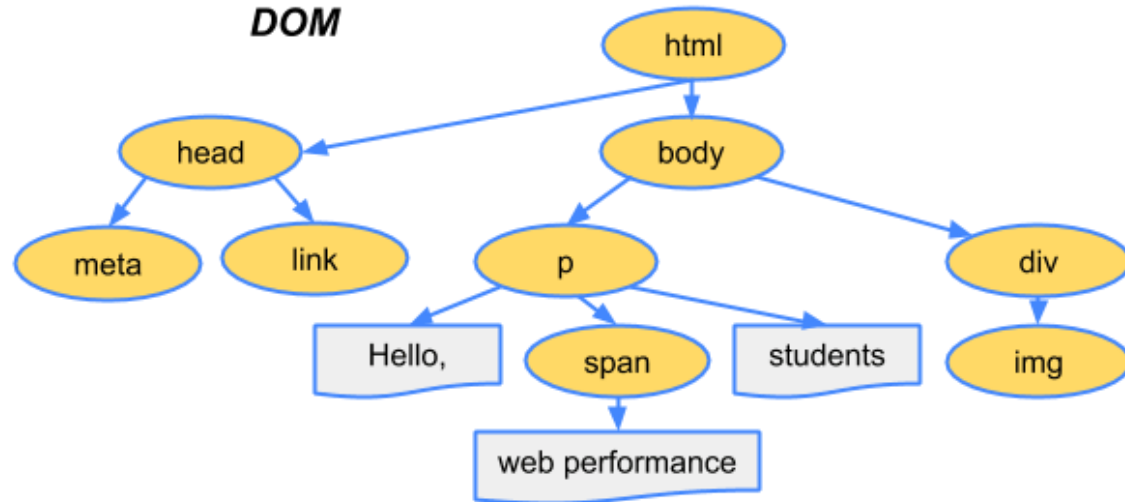 DOM
html
head
body
meta
link
p
div
Hello,
span
students
img
web performance